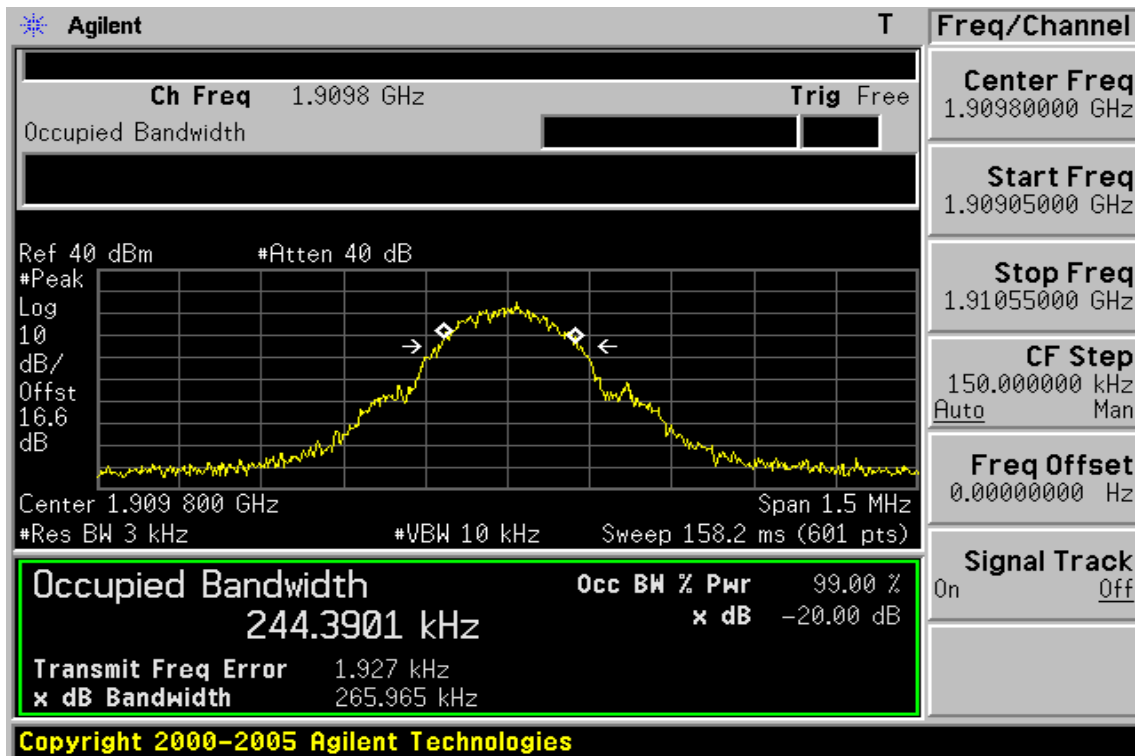 Agilent T
Ch Freq 1.9098 GHz Trig Free
Occupied Bandwidth
Ref 40 dBm #Atten 40 dB
#Peak
Log
10
dB/
Offst
16.6
dB
Center 1.909 800 GHz Span 1.5 MHz
#Res BW 3 kHz #VBW 10 kHz Sweep 158.2 ms (601 pts)
Occupied Bandwidth Occ BW % Pwr 99.00 %
244.3901 kHz x dB -20.00 dB
Transmit Freq Error 1.927 kHz
x dB Bandwidth 265.965 kHz
Copyright 2000-2005 Agilent Technologies
Freq/Channel
Center Freq
1.90980000 GHz
Start Freq
1.90905000 GHz
Stop Freq
1.91055000 GHz
CF Step
150.000000 kHz
Auto Man
Freq Offset
0.00000000 Hz
Signal Track
On Off